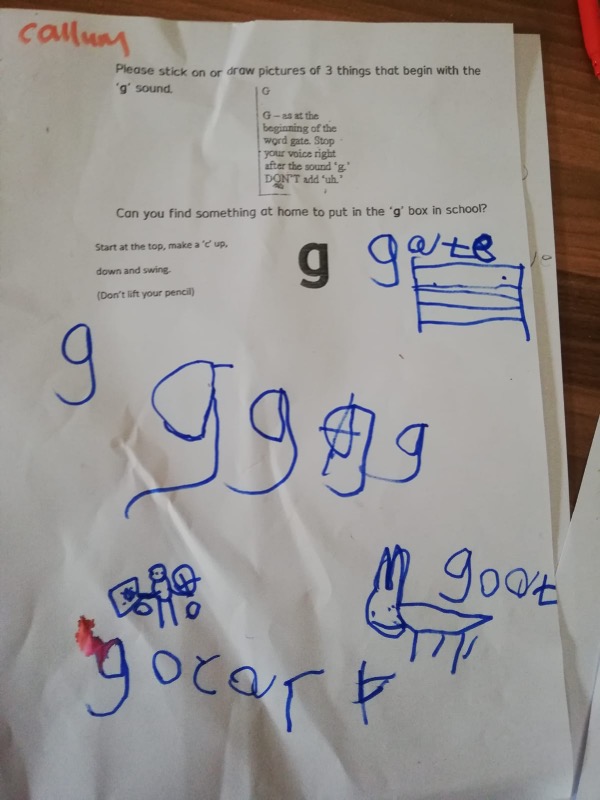 callum
Please stick on or draw pictures of 3 things that begin with the
'g' sound.
G
G – as at the
beginning of the
word gate. Stop
your voice right
after the sound 'g.'
DON'T add 'uh.'
Can you find something at home to put in the 'g' box in school?
Start at the top, make a 'c' up,
down and swing.
(Don't lift your pencil)
g
gate
g
g g g g
goat
gocart